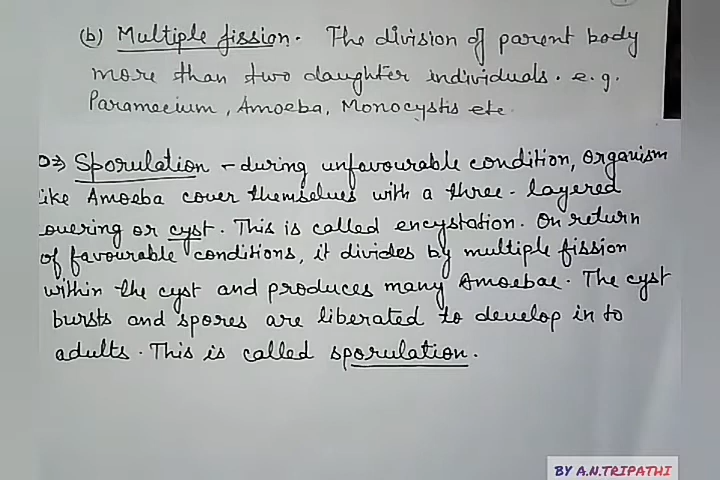 (b) Multiple fission. The division of parent body
more than two daughter individuals. e.g.
Paramaecium, Amoeba, Monocystis etc
02) Sporulation - during unfavourable condition, organism
like Amoeba cover themselves with a three-layered
overing or cyst. This is called encystation. On return
of favourable conditions, it divides by multiple fission
within the cyst and produces many Amoebae. The cyst
bursts and spores are liberated to develop in to
adults. This is called sporulation.
BY A.N.TRIPATHI